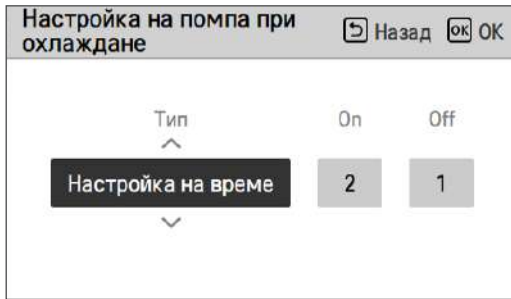 Настройка на помпа при
охлаждане
Назад OK OK
Тип On Off
Настройка на време 2 1